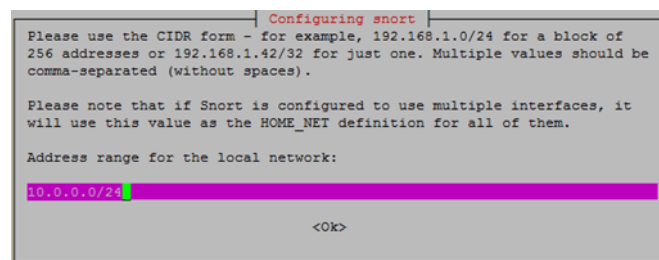 Configuring snort
Please use the CIDR form - for example, 192.168.1.0/24 for a block of
256 addresses or 192.168.1.42/32 for just one. Multiple values should be
comma-separated (without spaces).
Please note that if Snort is configured to use multiple interfaces, it
will use this value as the HOME_NET definition for all of them.
Address range for the local network:
10.0.0.0/24
<Ok>